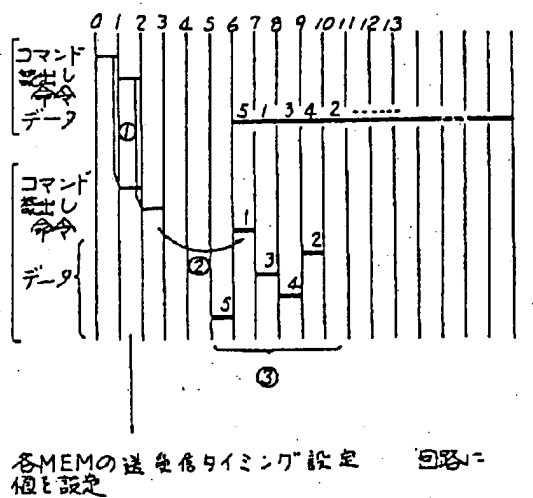 0 1 2 3 4 5 6 7 8 9 10 11 12 13
コマンド
読出し
命令
データ
5 1 3 4 2 ……
①
コマンド
読出し
命令
データ
1
2
②
3
4
5
③
各MEMの送受信タイミング設定 回路に
値を設定